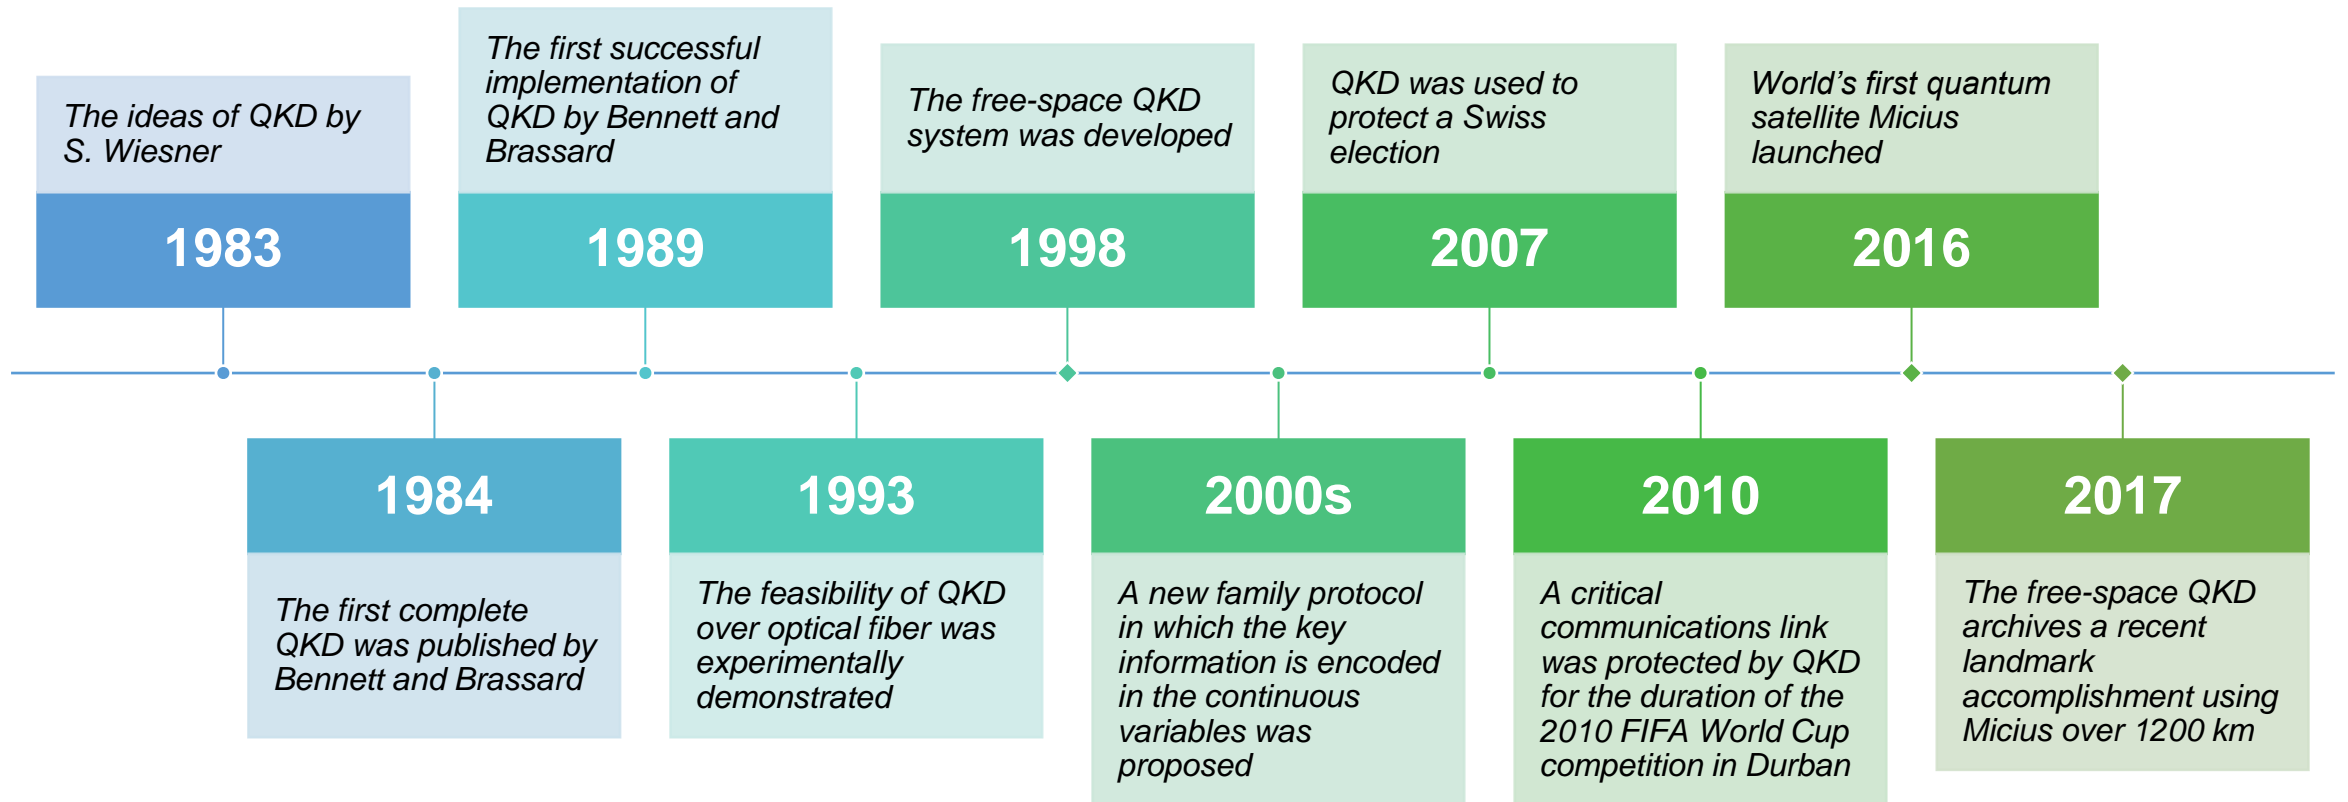 The ideas of QKD by
S. Wiesner
1983
1984
The first complete
QKD was published by
Bennett and Brassard
The first successful
implementation of
QKD by Bennett and
Brassard
1989
1993
The feasibility of QKD
over optical fiber was
experimentally
demonstrated
The free-space QKD
system was developed
1998
2000s
A new family protocol
in which the key
information is encoded
in the continuous
variables was
proposed
QKD was used to
protect a Swiss
election
2007
2010
A critical
communications link
was protected by QKD
for the duration of the
2010 FIFA World Cup
competition in Durban
World’s first quantum
satellite Micius
launched
2016
2017
The free-space QKD
archives a recent
landmark
accomplishment using
Micius over 1200 km